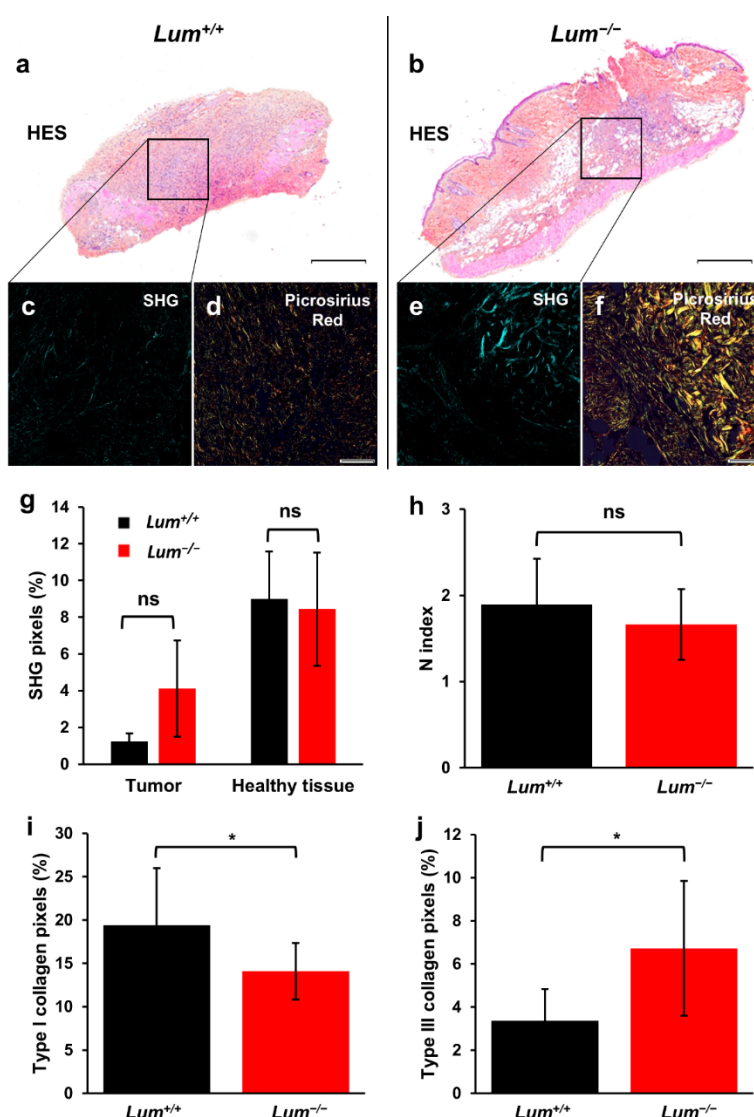 Lum+/+
Lum−/−
a
HES
b
HES
c
SHG
d
Picrosirius
Red
e
SHG
f
Picrosirius
Red
g
SHG pixels (%)
14
12
10
8
6
4
2
0
Lum+/+
Lum−/−
ns
ns
Tumor
Healthy tissue
h
N index
3
2
1
0
ns
Lum+/+
Lum−/−
i
Type I collagen pixels (%)
30
25
20
15
10
5
0
*
Lum+/+
Lum−/−
j
Type III collagen pixels (%)
12
10
8
6
4
2
0
*
Lum+/+
Lum−/−